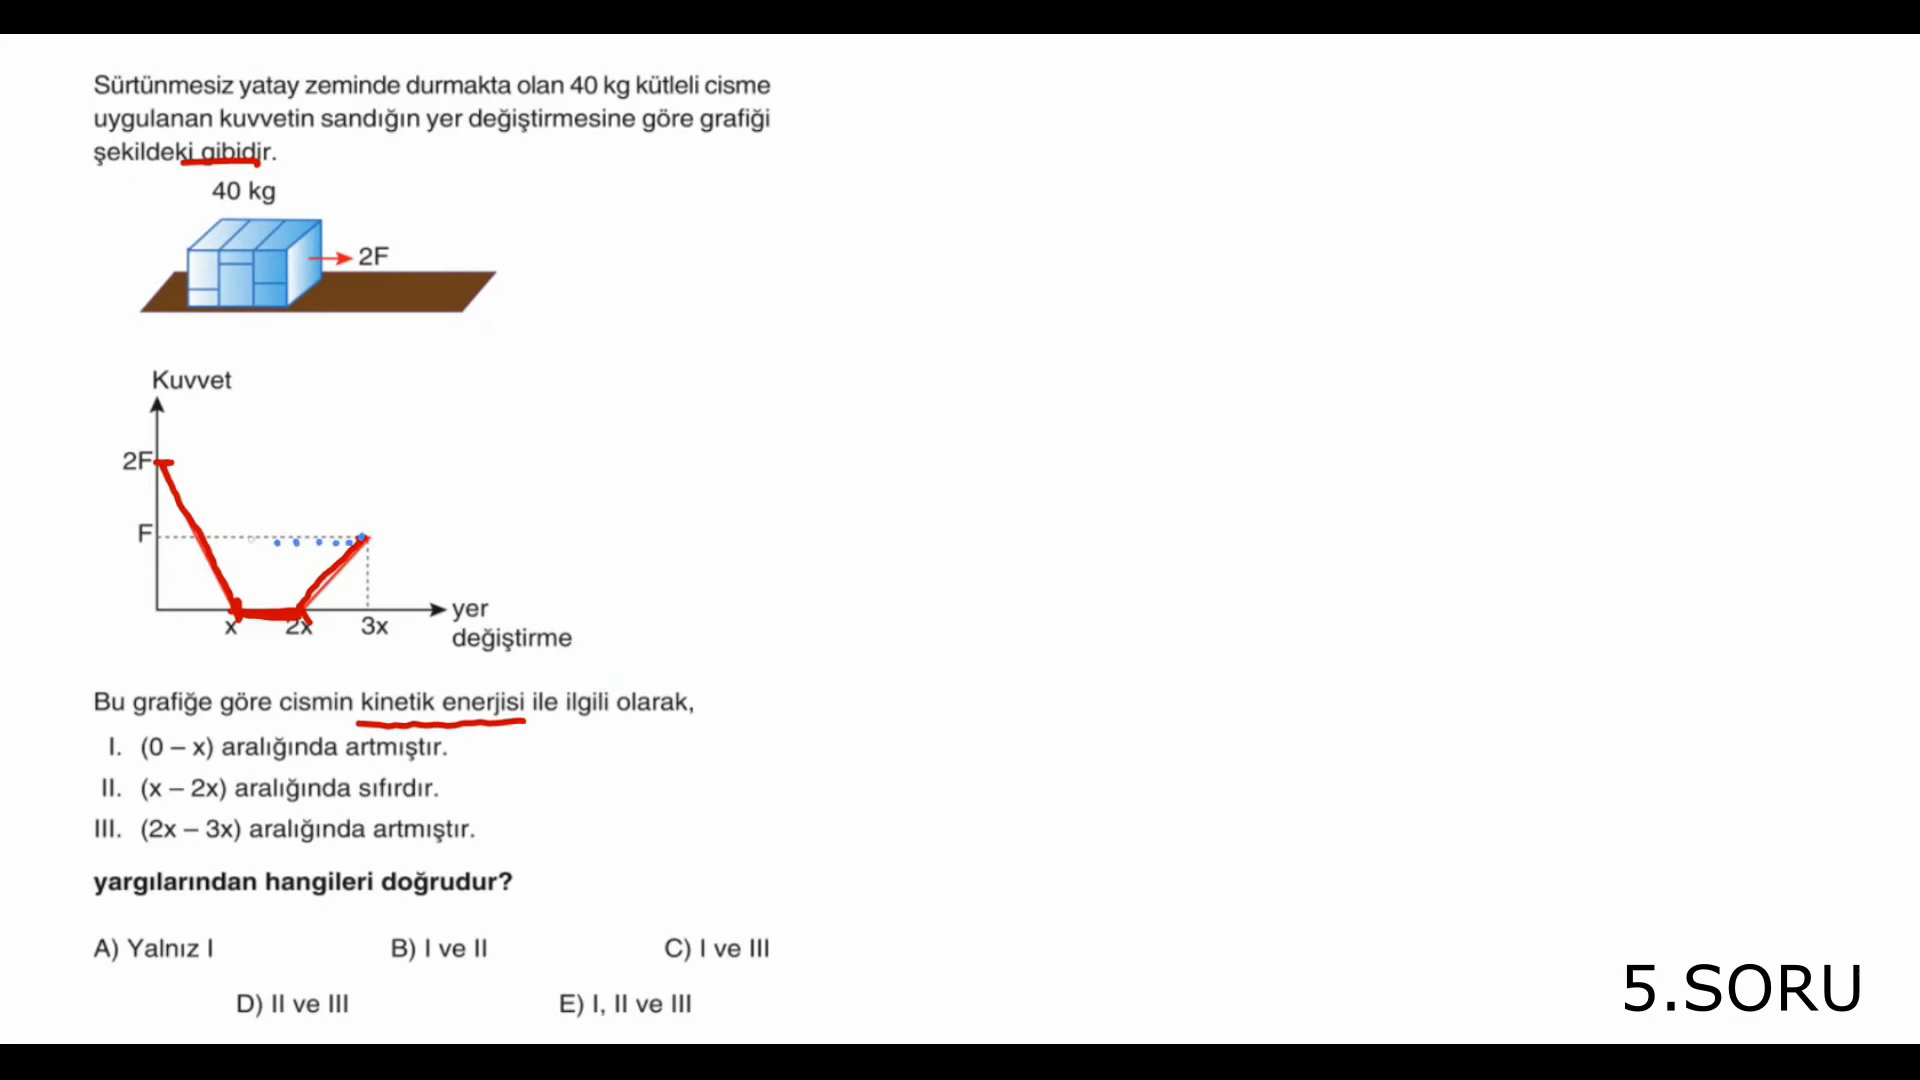 Sürtünmesiz yatay zeminde durmakta olan 40 kg kütleli cisme
uygulanan kuvvetin sandığın yer değiştirmesine göre grafiği
şekildeki gibidir.
40 kg
2F
Kuvvet
2F
F
x 2x 3x
yer
değiştirme
Bu grafiğe göre cismin kinetik enerjisi ile ilgili olarak,
I. (0 – x) aralığında artmıştır.
II. (x – 2x) aralığında sıfırdır.
III. (2x – 3x) aralığında artmıştır.
yargılarından hangileri doğrudur?
A) Yalnız I B) I ve II C) I ve III
D) II ve III E) I, II ve III
5.SORU